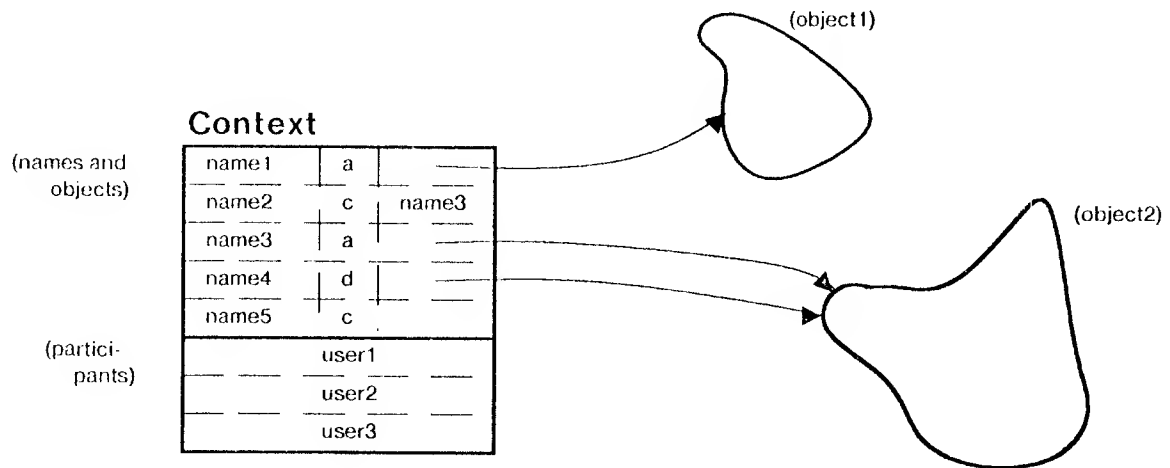 (object1)
Context
(names and
objects)
name1 a
name2 c name3
name3 a
name4 d
name5 c
(object2)
(partici-
pants)
user1
user2
user3